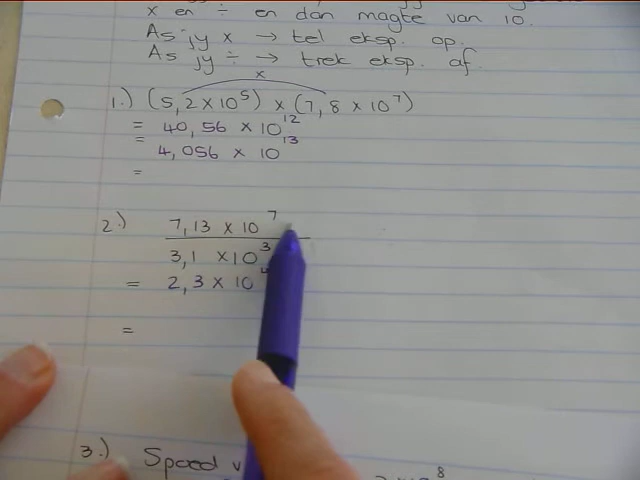 x en ÷ en dan magte van 10.
As jy x → tel eksp. op.
As jy ÷ → trek eksp. af.
x
1.) (5,2 × 10⁵) × (7,8 × 10⁷)
= 40,56 × 10¹²
= 4,056 × 10¹³
=
2.) 7,13 × 10⁷
3,1 × 10³
= 2,3 × 10⁴
=
3.) Speed